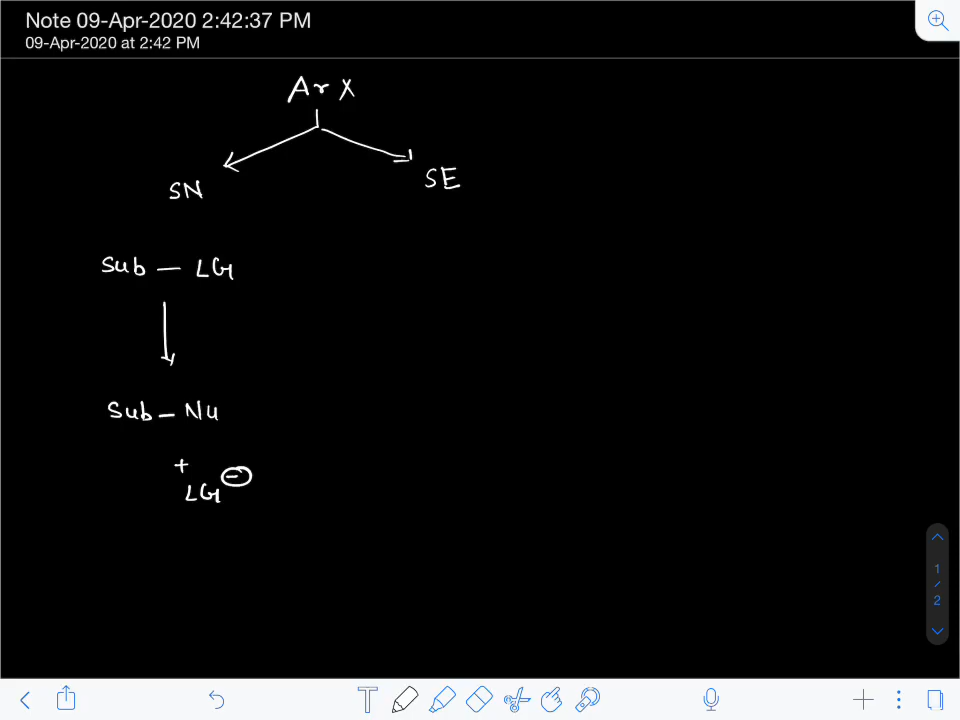 Note 09-Apr-2020 2:42:37 PM
09-Apr-2020 at 2:42 PM
Ar X
SN
SE
Sub – LG
Sub – Nu
+
LG ⊖
1
/
2
T